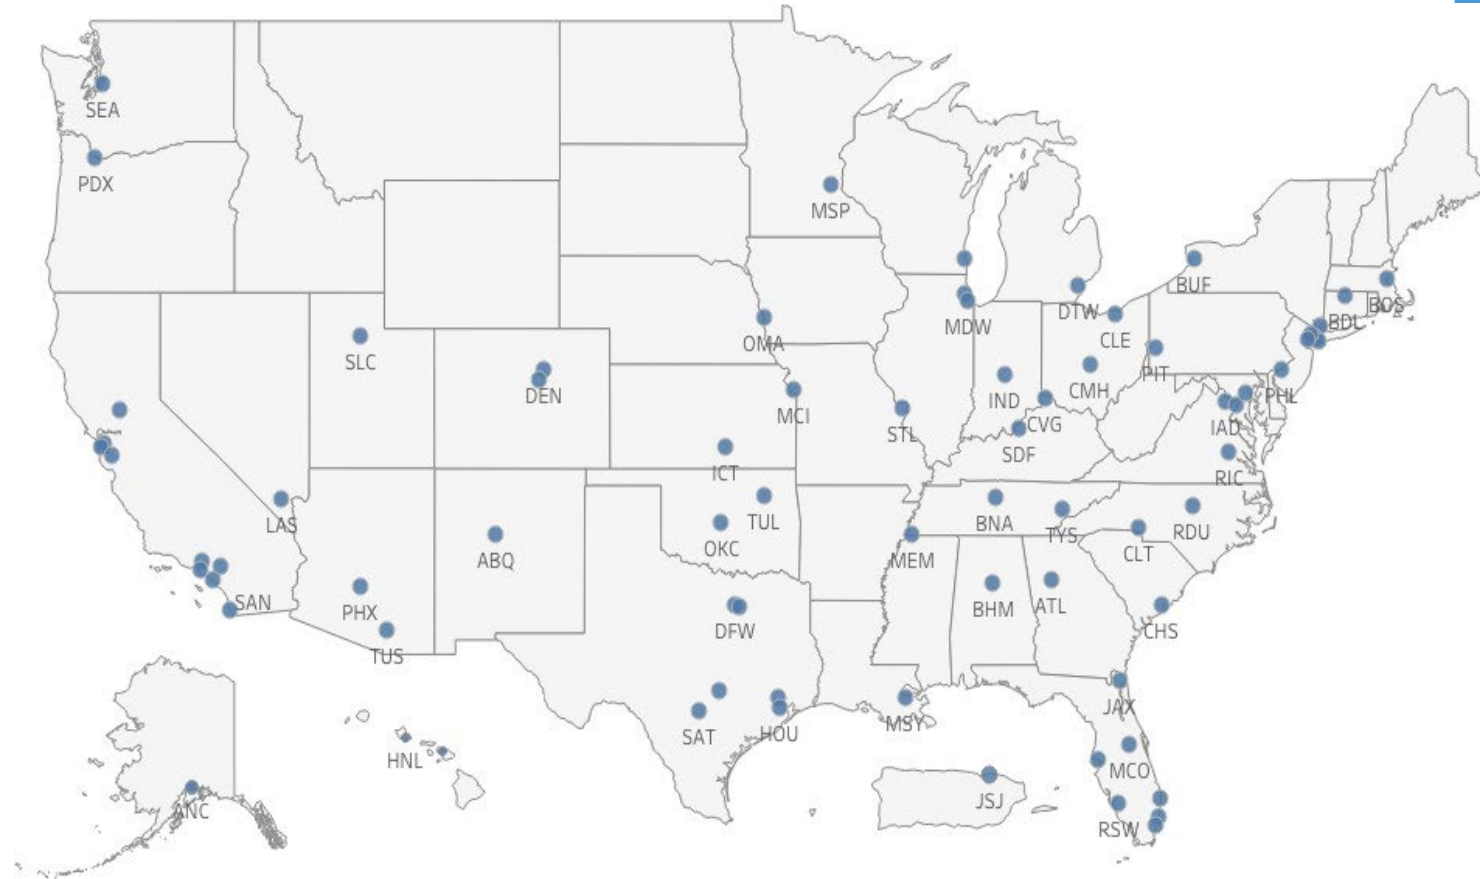 SEA
PDX
MSP
BUF
BOS
MDW
DTW
BDL
OMA
CLE
SLC
PIT
DEN
CMH
PHL
IND
MCI
CVG
IAD
STL
SDF
ICT
RIC
LAS
TUL
BNA
TYS
RDU
OKC
CLT
ABQ
MEM
SAN
PHX
BHM
ATL
DFW
CHS
TUS
JAX
MSY
SAT
HOU
HNL
MCO
JSJ
ANC
RSW